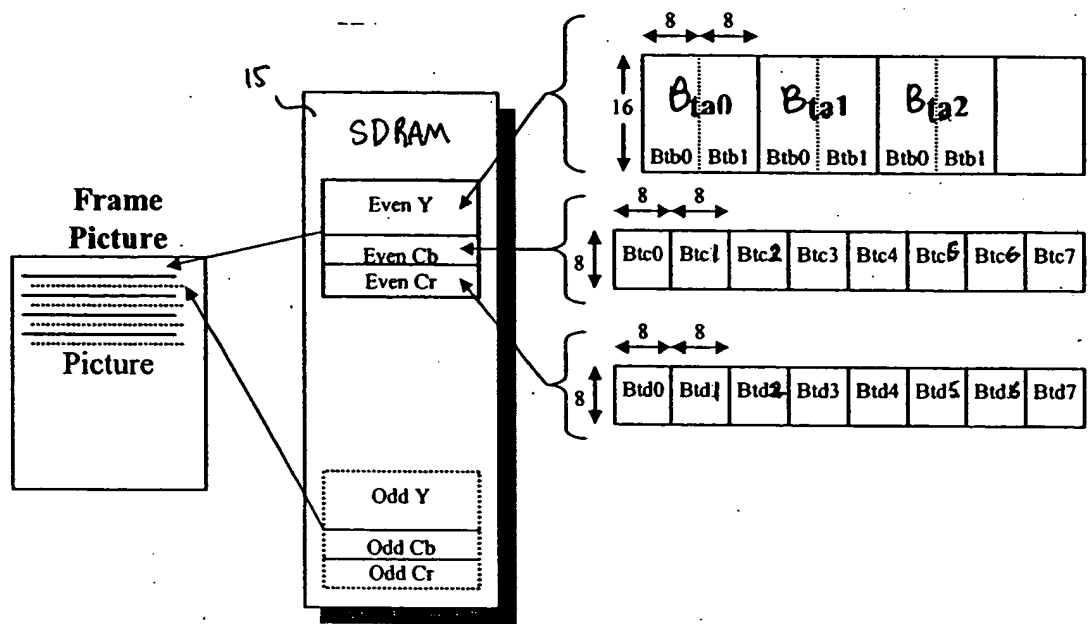 8 8
16
Bta0 Bta1 Bta2
Btb0 Btb1 Btb0 Btb1 Btb0 Btb1
15
SDRAM
Frame
Picture
Picture
Even Y
Even Cb
Even Cr
8 8
8
Btc0 Btc1 Btc2 Btc3 Btc4 Btc5 Btc6 Btc7
8 8
8
Btd0 Btd1 Btd2 Btd3 Btd4 Btd5 Btd6 Btd7
Odd Y
Odd Cb
Odd Cr